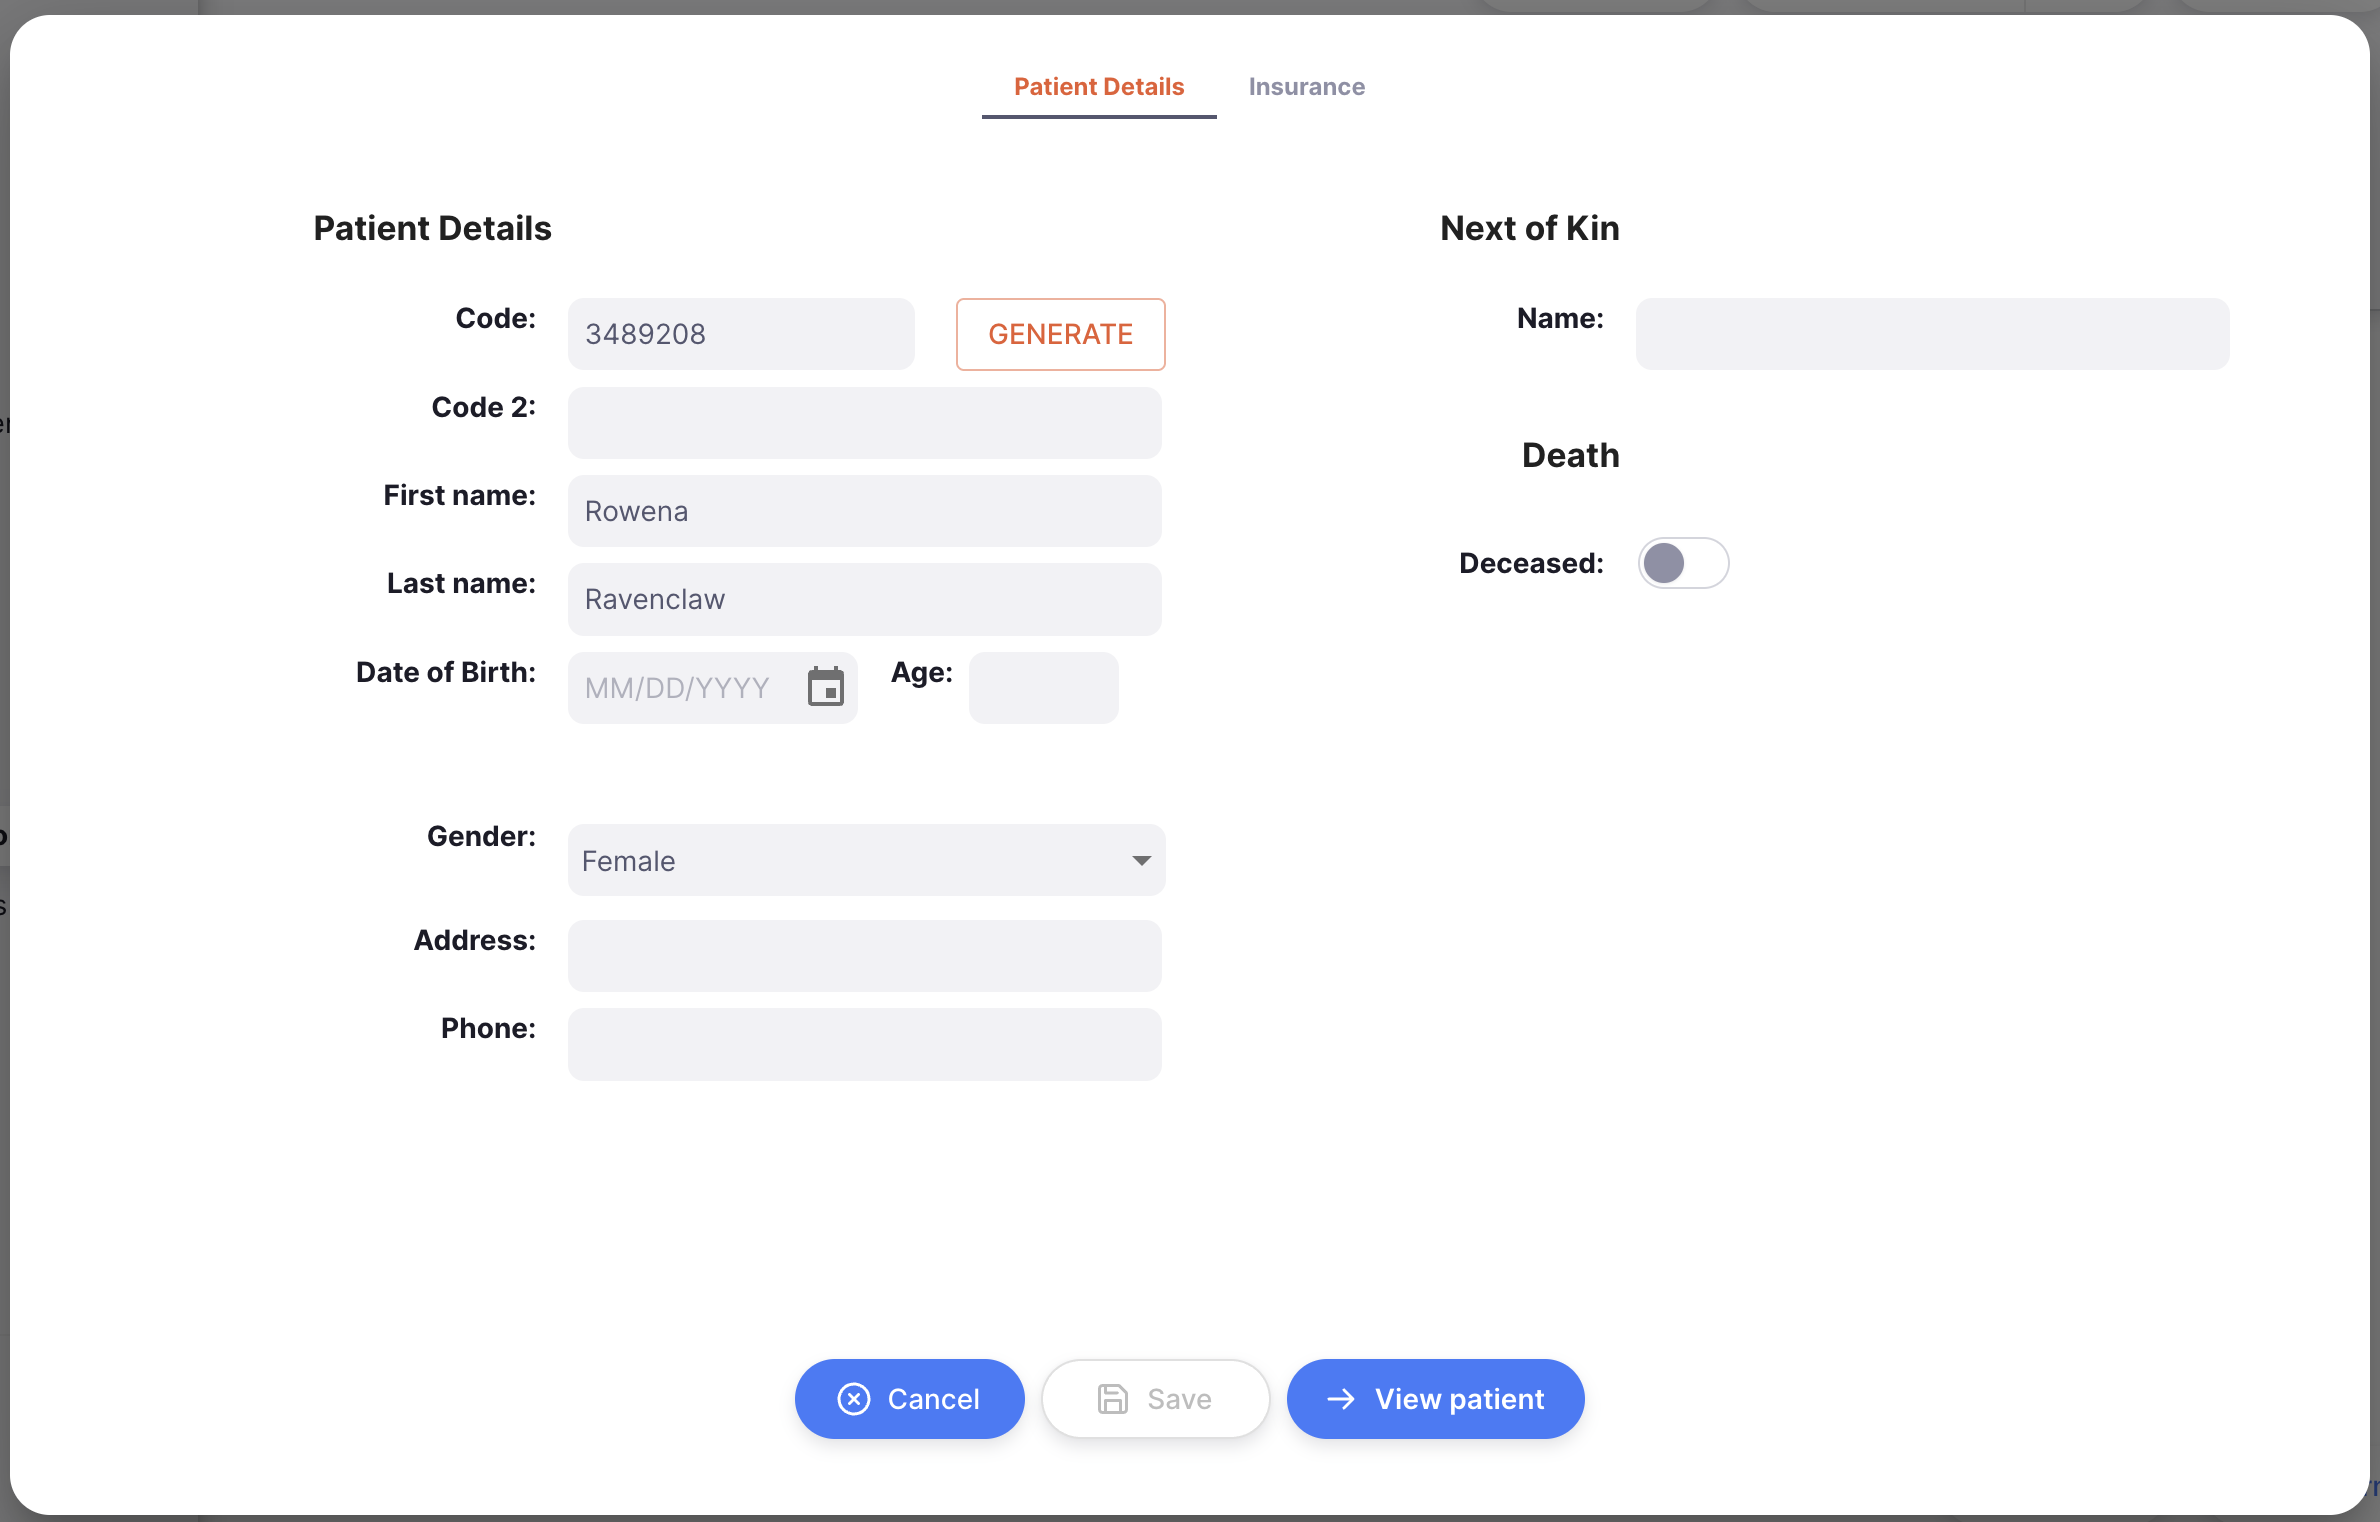 Patient Details
Insurance
Patient Details
Code:
3489208
GENERATE
Code 2:
First name:
Rowena
Last name:
Ravenclaw
Date of Birth:
MM/DD/YYYY
Age:
Gender:
Female
Address:
Phone:
Next of Kin
Name:
Death
Deceased:
Cancel
Save
View patient